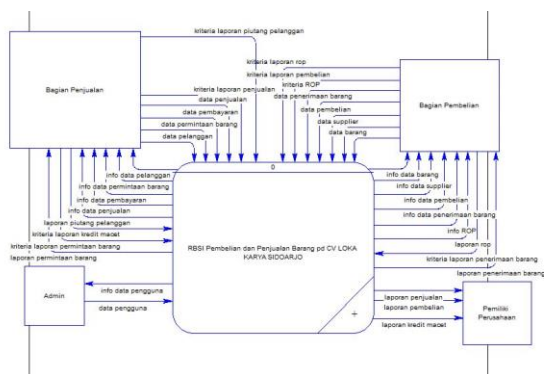 kriteria laporan piutang pelanggan
Bagian Penjualan
kriteria laporan penjualan
data penjualan
data pembayaran
data permintaan barang
data pelanggan
kriteria laporan rop
kriteria laporan pembelian
kriteria ROP
data penerimaan barang
data pembelian
data supplier
data barang
Bagian Pembelian
0
RBSI Pembelian dan Penjualan Barang pd CV LOKA
KARYA SIDOARJO
info data pelanggan
info data permintaan barang
info data pembayaran
info data penjualan
laporan piutang pelanggan
kriteria laporan kredit macet
kriteria laporan permintaan barang
laporan permintaan barang
info data barang
info data supplier
info data pembelian
info data penerimaan barang
info ROP
laporan rop
kriteria laporan penerimaan barang
laporan penerimaan barang
Admin
info data pengguna
data pengguna
laporan penjualan
laporan pembelian
laporan kredit macet
Pemiliki
Perusahaan